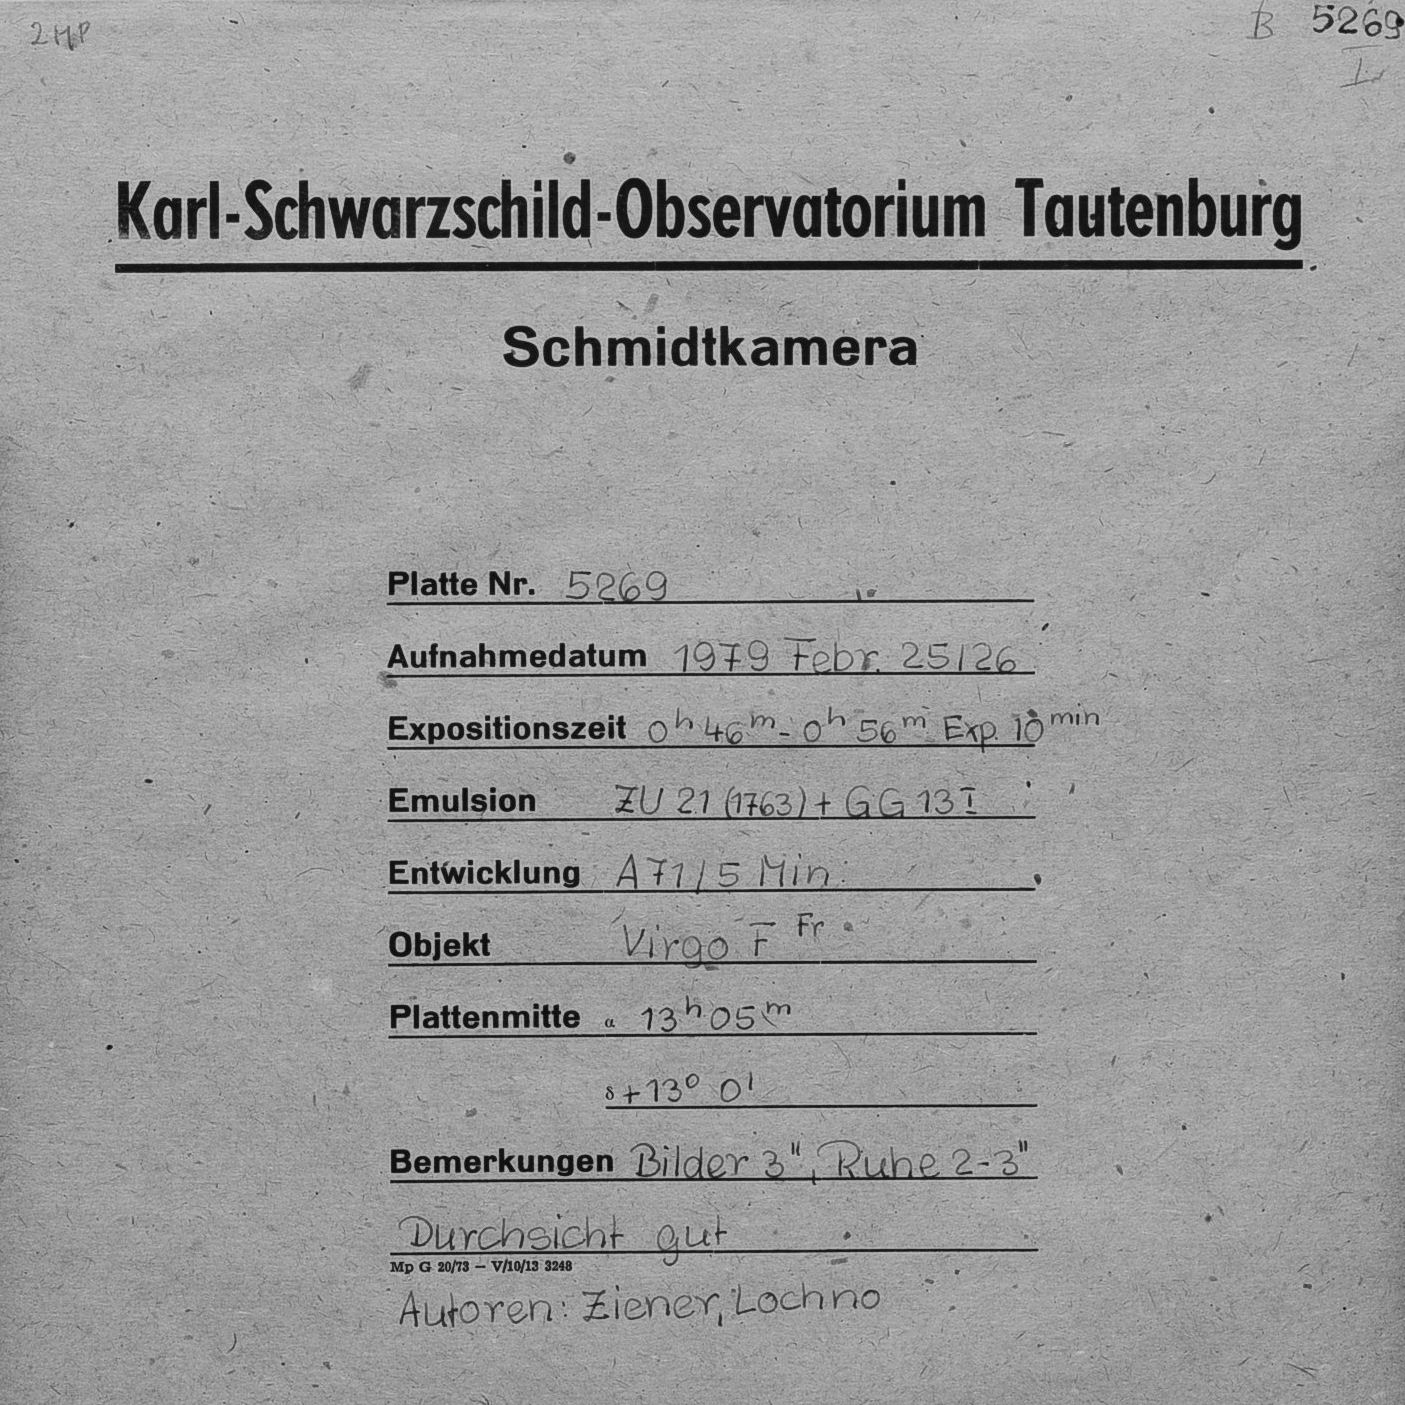 2HP
B 5269
I
Karl-Schwarzschild-Observatorium Tautenburg
Schmidtkamera
Platte Nr. 5269
Aufnahmedatum 1979 Febr. 25/26
Expositionszeit 0h 46m - 0h 56m Exp. 10min
Emulsion ZU 21 (1763) + GG 13 I
Entwicklung A71/5 Min.
Objekt Virgo F Fr
Plattenmitte α 13h 05m
δ +13° 0'
Bemerkungen Bilder 3", Ruhe 2-3"
Durchsicht gut
Mp G 20/73 — V/10/13 3248
Autoren: Ziener, Lochno